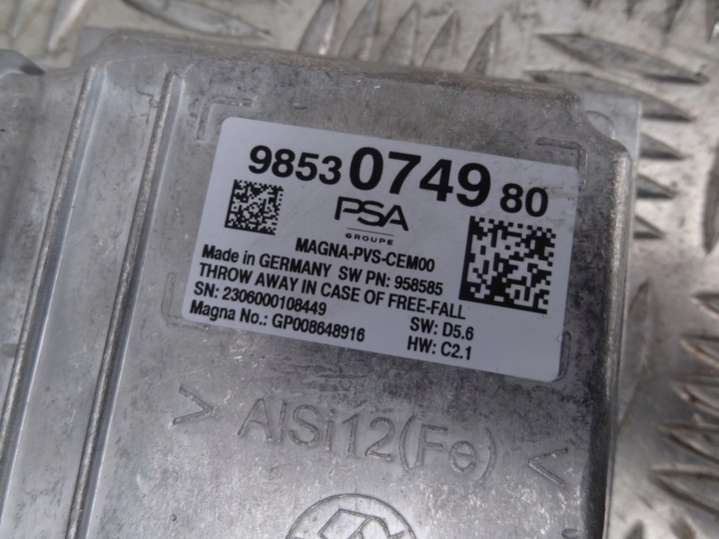 98530 0749 80
PSA
GROUPE
MAGNA-PVS-CEM00
Made in GERMANY SW PN: 958585
THROW AWAY IN CASE OF FREE-FALL
SN: 2306000108449 SW: D5.6
Magna No.: GP008648916 HW: C2.1
> AlSi12(Fe) <